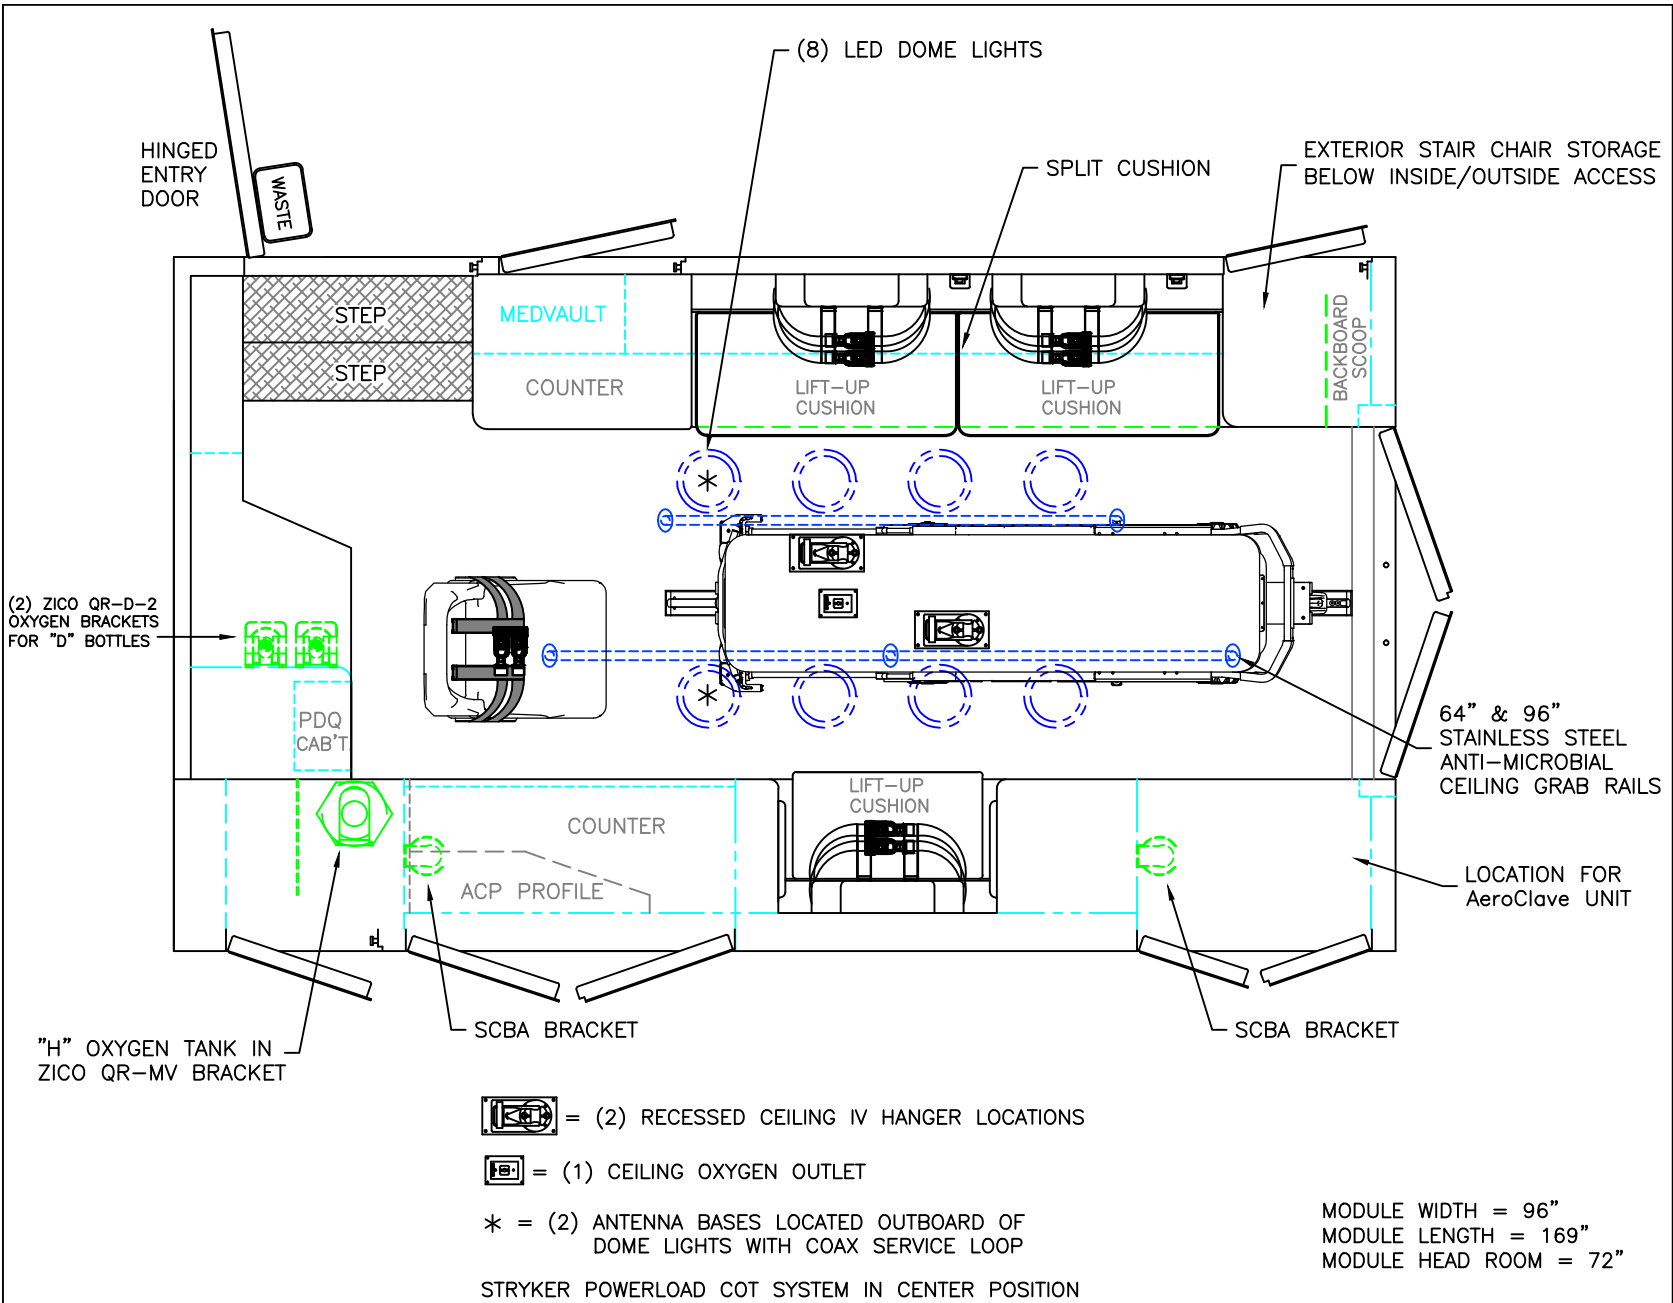 (8) LED DOME LIGHTS
HINGED
ENTRY
DOOR
WASTE
SPLIT CUSHION
EXTERIOR STAIR CHAIR STORAGE
BELOW INSIDE/OUTSIDE ACCESS
STEP
STEP
MEDVAULT
COUNTER
LIFT-UP
CUSHION
LIFT-UP
CUSHION
BACKBOARD
SCOOP
(2) ZICO QR-D-2
OXYGEN BRACKETS
FOR "D" BOTTLES
PDQ
CAB'T
64" & 96"
STAINLESS STEEL
ANTI-MICROBIAL
CEILING GRAB RAILS
LIFT-UP
CUSHION
COUNTER
ACP PROFILE
LOCATION FOR
AeroClave UNIT
SCBA BRACKET
SCBA BRACKET
"H" OXYGEN TANK IN
ZICO QR-MV BRACKET
= (2) RECESSED CEILING IV HANGER LOCATIONS
= (1) CEILING OXYGEN OUTLET
* = (2) ANTENNA BASES LOCATED OUTBOARD OF
DOME LIGHTS WITH COAX SERVICE LOOP
STRYKER POWERLOAD COT SYSTEM IN CENTER POSITION
MODULE WIDTH = 96"
MODULE LENGTH = 169"
MODULE HEAD ROOM = 72"